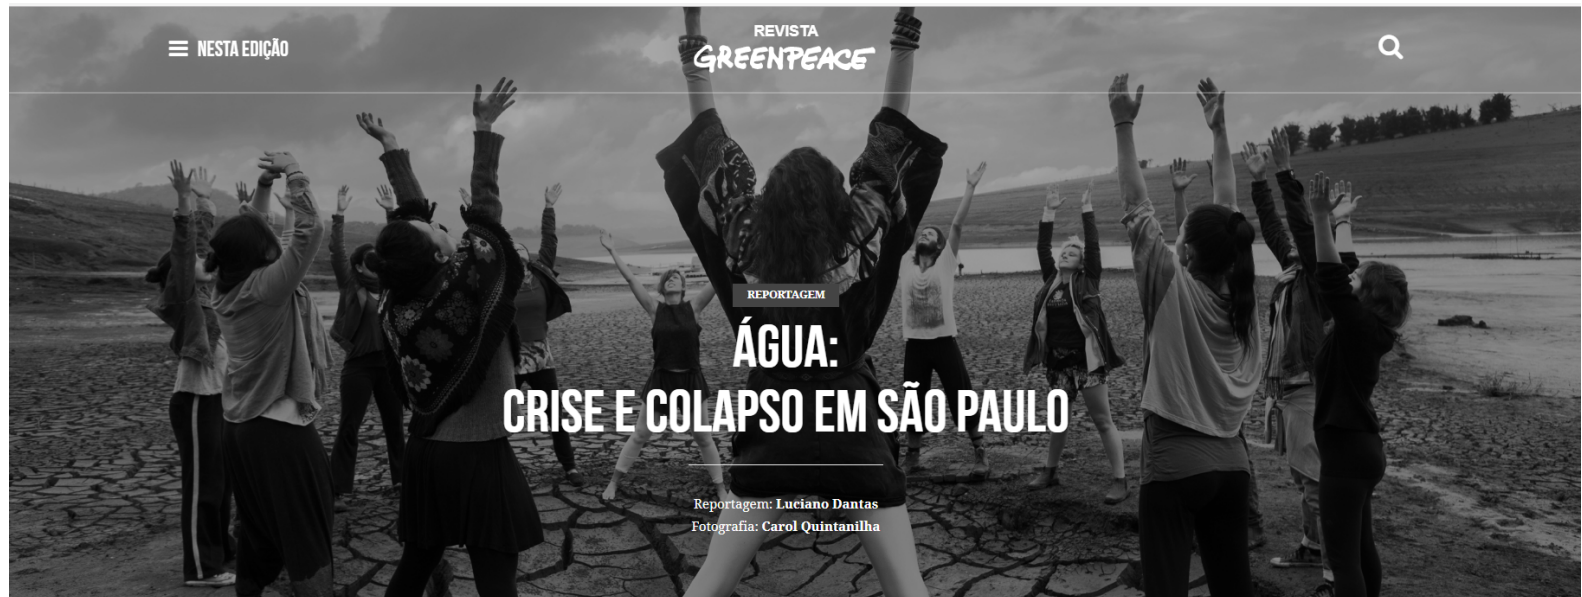 NESTA EDIÇÃO
REVISTA
GREENPEACE
REPORTAGEM
ÁGUA:
CRISE E COLAPSO EM SÃO PAULO
Reportagem: Luciano Dantas
Fotografia: Carol Quintanilha